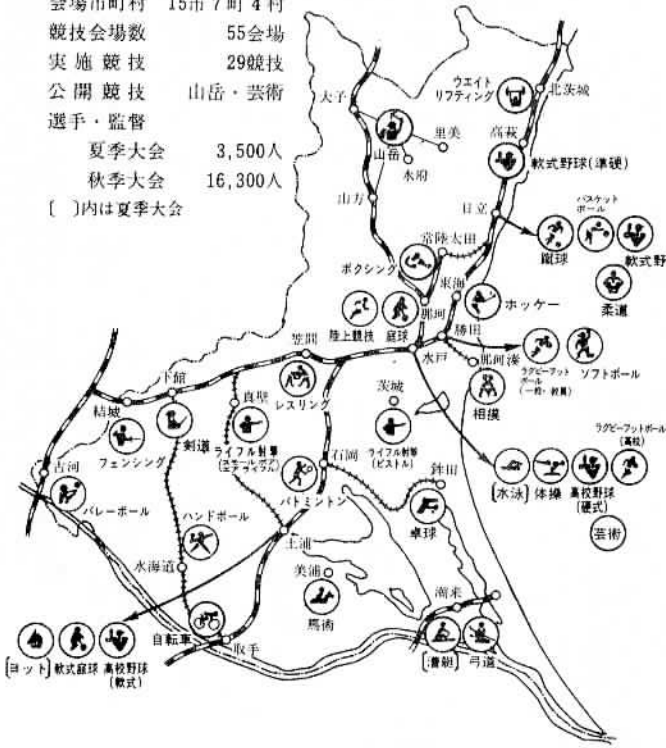 会場市町村　15市7町4村
競技会場数　55会場
実施競技　29競技
公開競技　山岳・芸術
選手・監督
夏季大会　3,500人
秋季大会　16,300人
〔　〕内は夏季大会
大子
山岳
里美
水府
山方
ウエイト
リフティング
北茨城
高萩
軟式野球(準硬)
日立
蹴球
バスケット
ボール
軟式野
柔道
常陸太田
ボクシング
東海
那珂
ホッケー
陸上競技
庭球
勝田
水戸
那珂湊
相撲
ラグビーフット
ボール
(一般・教員)
ソフトボール
笠間
レスリング
下館
結城
剣道
フェンシング
真壁
ライフル射撃
茨城
ライフル射撃
(ピストル)
石岡
鉾田
卓球
バトミントン
古河
バレーボール
ハンドボール
土浦
水海道
美浦
馬術
潮来
〔漕艇〕
弓道
自転車
取手
〔ヨット〕
軟式庭球
高校野球
(軟式)
〔水泳〕
体操
高校野球
(硬式)
ラグビーフットボール
(高校)
芸術